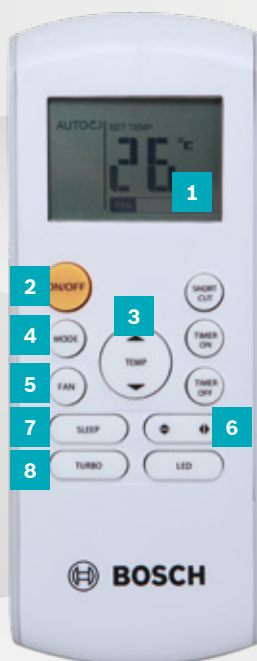 AUTO SET TEMP.
26 °C
FAN
1
2
ON/OFF
SHORT
CUT
3
4
MODE
TEMP
TIMER
ON
5
FAN
TIMER
OFF
7
SLEEP
6
8
TURBO
LED
BOSCH